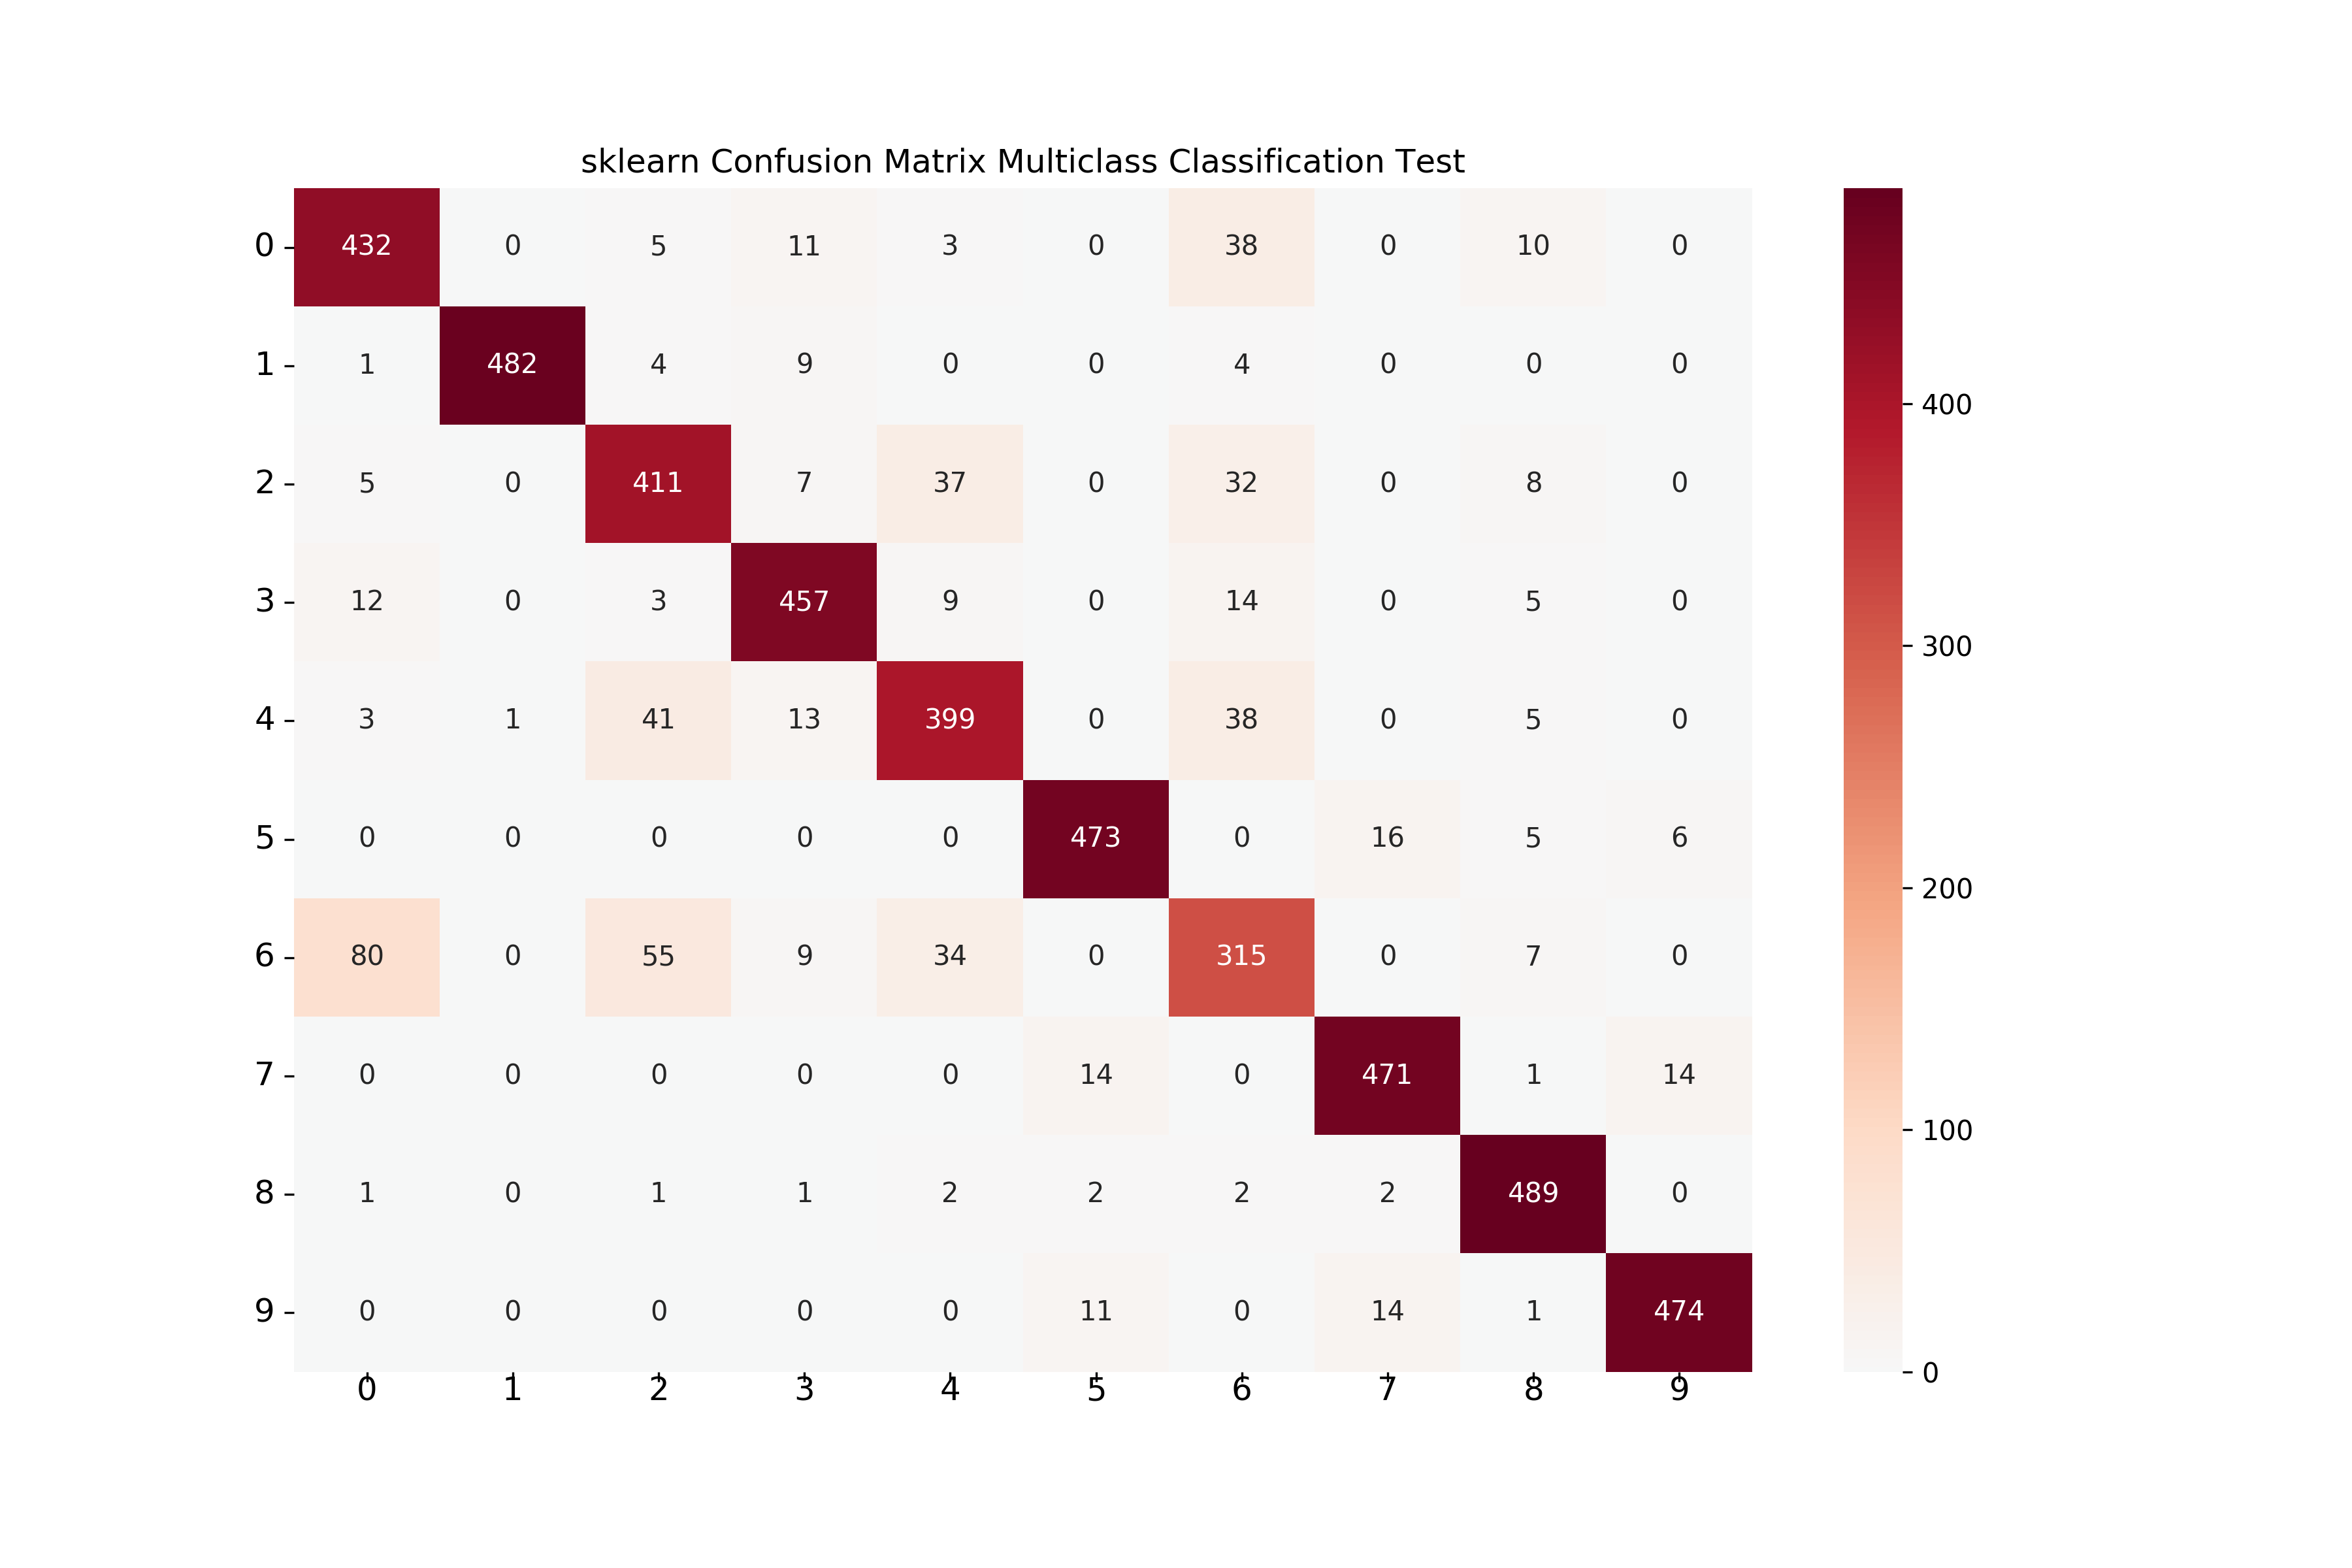 sklearn Confusion Matrix Multiclass Classification Test
0 432 0 5 11 3 0 38 0 10 0
1 1 482 4 9 0 0 4 0 0 0
400
2 5 0 411 7 37 0 32 0 8 0
3 12 0 3 457 9 0 14 0 5 0
300
4 3 1 41 13 399 0 38 0 5 0
5 0 0 0 0 0 473 0 16 5 6
200
6 80 0 55 9 34 0 315 0 7 0
7 0 0 0 0 0 14 0 471 1 14
100
8 1 0 1 1 2 2 2 2 489 0
9 0 0 0 0 0 11 0 14 1 474
0
0 1 2 3 4 5 6 7 8 9